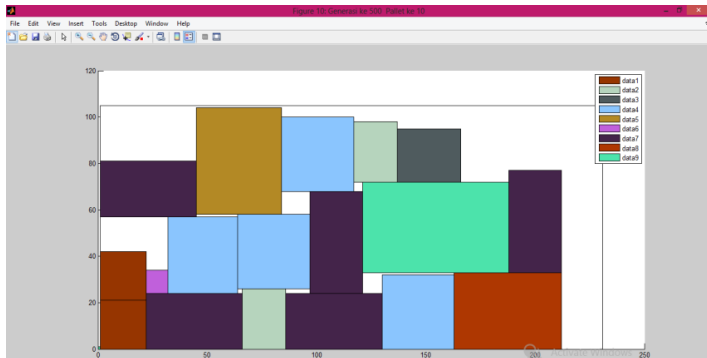 Figure 10: Generasi ke 500 Pallet ke 10
File Edit View Insert Tools Desktop Window Help
120
100
80
60
40
20
0
0 50 100 150 200 250
data1
data2
data3
data4
data5
data6
data7
data8
data9
Activate Windows